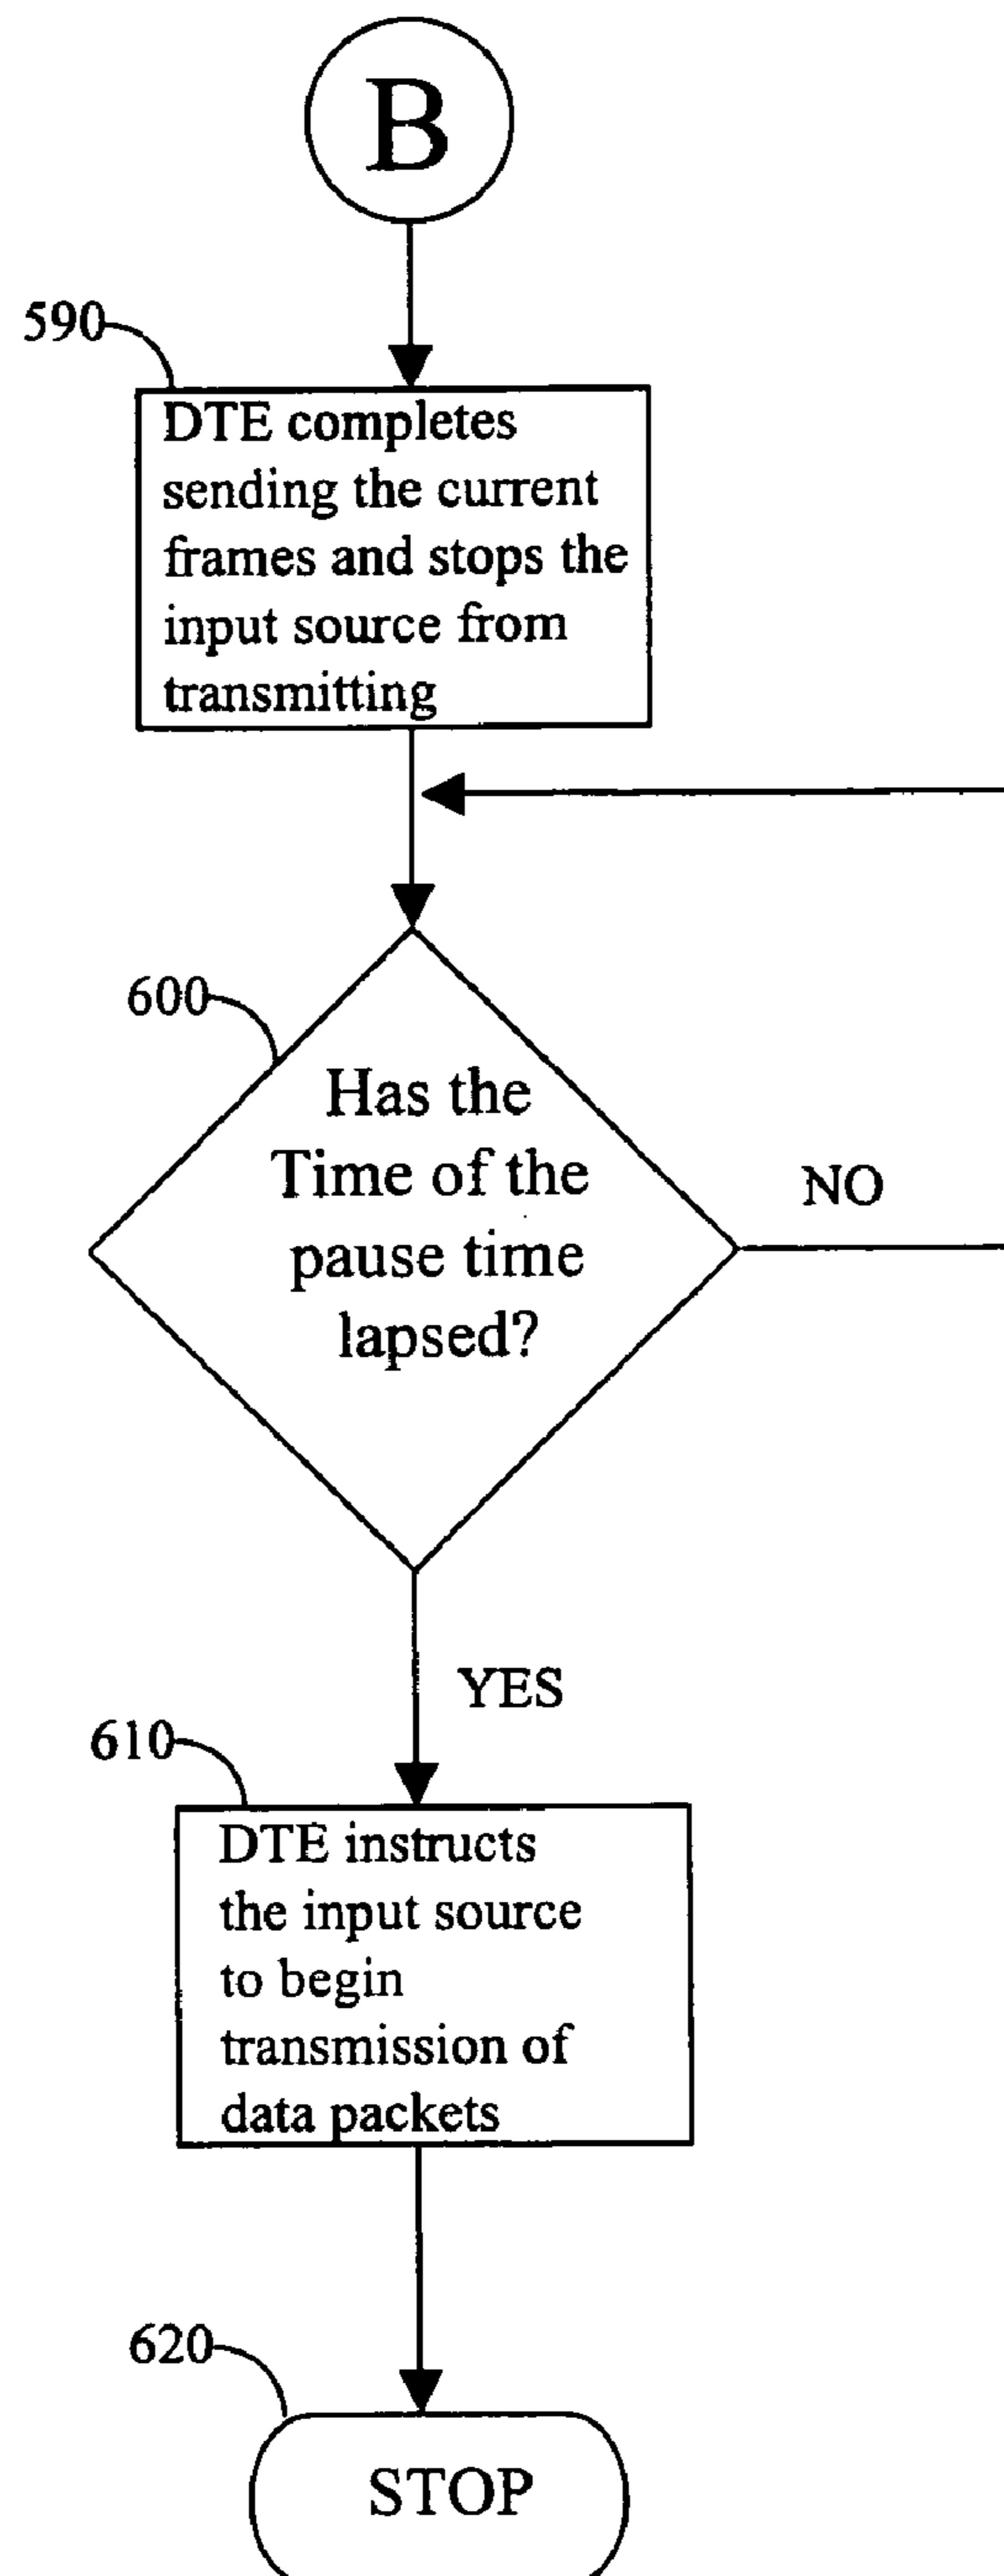 B
590
DTE completes
sending the current
frames and stops the
input source from
transmitting
600
Has the
Time of the
pause time
lapsed?
NO
YES
610
DTE instructs
the input source
to begin
transmission of
data packets
620
STOP